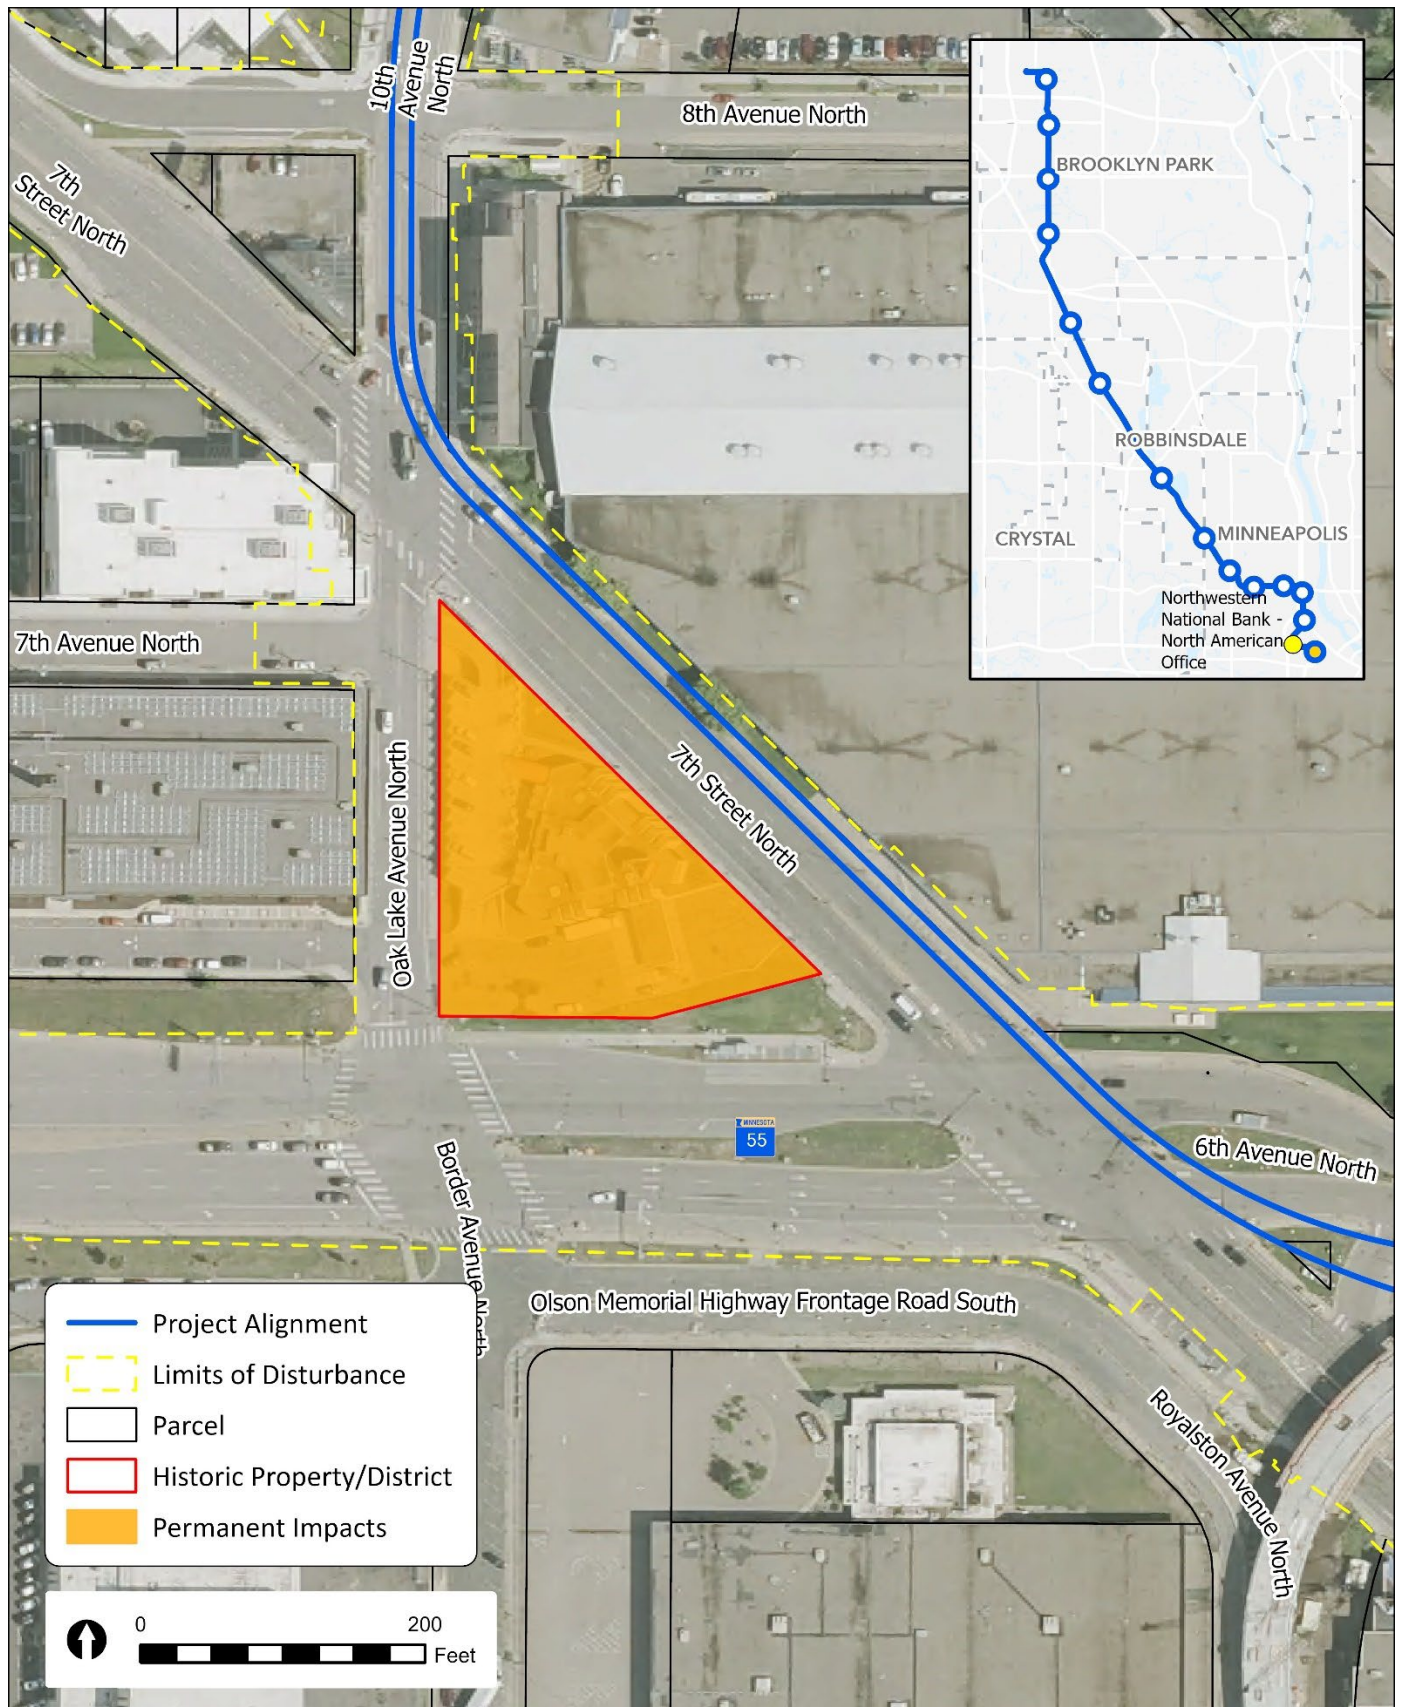 10th
Avenue
North
8th Avenue North
7th
Street North
BROOKLYN PARK
ROBBINSDALE
CRYSTAL
MINNEAPOLIS
Northwestern
National Bank -
North American
Office
7th Avenue North
Oak Lake Avenue North
7th Street North
MINNESOTA
55
6th Avenue North
Border Avenue North
Olson Memorial Highway Frontage Road South
Royalston Avenue North
Project Alignment
Limits of Disturbance
Parcel
Historic Property/District
Permanent Impacts
0
200
Feet